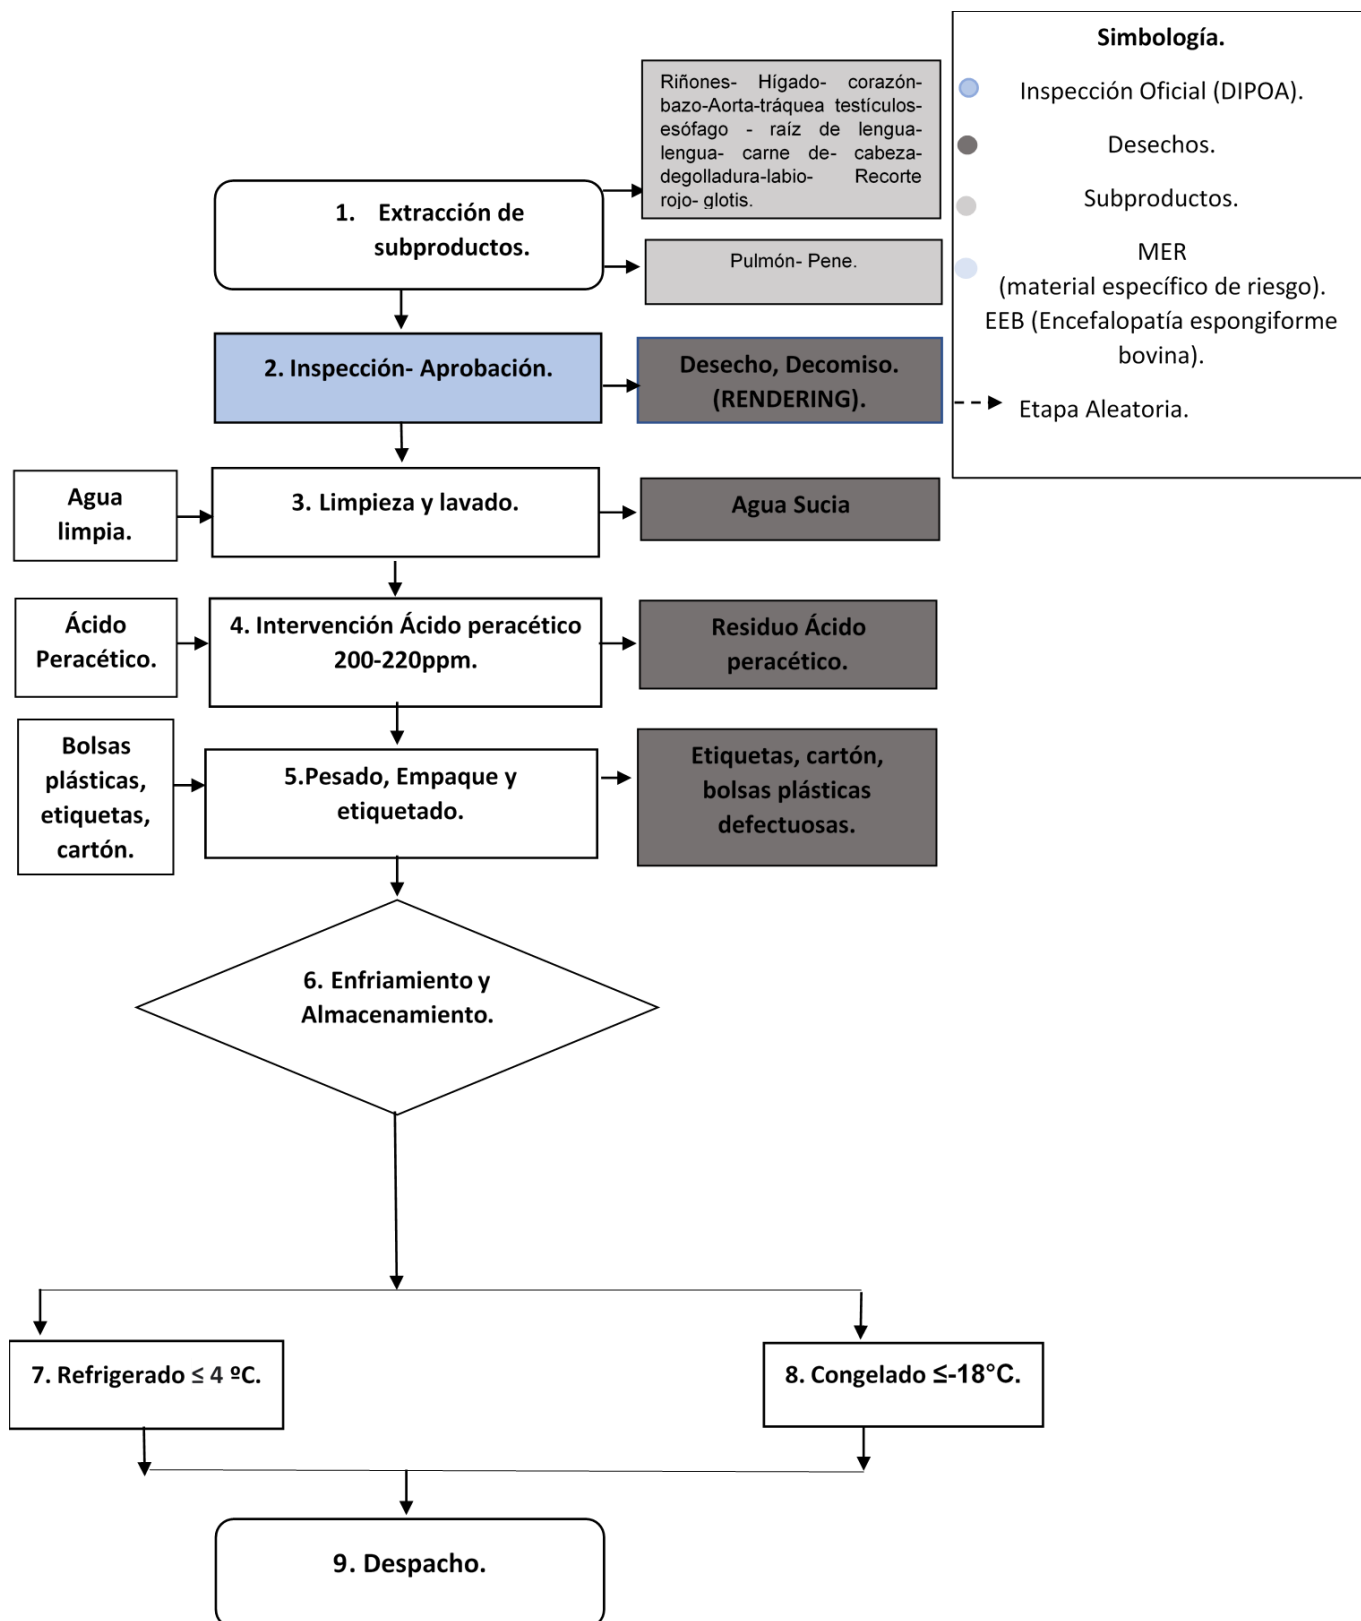 Riñones- Hígado- corazón-
bazo-Aorta-tráquea testículos-
esófago - raíz de lengua-
lengua- carne de- cabeza-
degolladura-labio- Recorte
rojo- glotis.
1. Extracción de
subproductos.
Pulmón- Pene.
2. Inspección- Aprobación.
Desecho, Decomiso.
(RENDERING).
Agua
limpia.
3. Limpieza y lavado.
Agua Sucia
Ácido
Peracético.
4. Intervención Ácido peracético
200-220ppm.
Residuo Ácido
peracético.
Bolsas
plásticas,
etiquetas,
cartón.
5.Pesado, Empaque y
etiquetado.
Etiquetas, cartón,
bolsas plásticas
defectuosas.
6. Enfriamiento y
Almacenamiento.
7. Refrigerado ≤ 4 ºC.
8. Congelado ≤-18°C.
9. Despacho.
Simbología.
Inspección Oficial (DIPOA).
Desechos.
Subproductos.
MER
(material específico de riesgo).
EEB (Encefalopatía espongiforme
bovina).
Etapa Aleatoria.